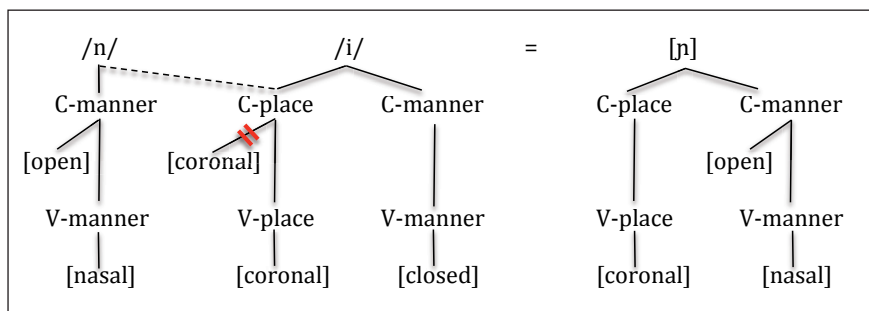 /n/ /i/ = [ɲ]
C-manner C-place C-manner C-place C-manner
[open] [coronal] [open]
V-manner V-place V-manner V-place V-manner
[nasal] [coronal] [closed] [coronal] [nasal]